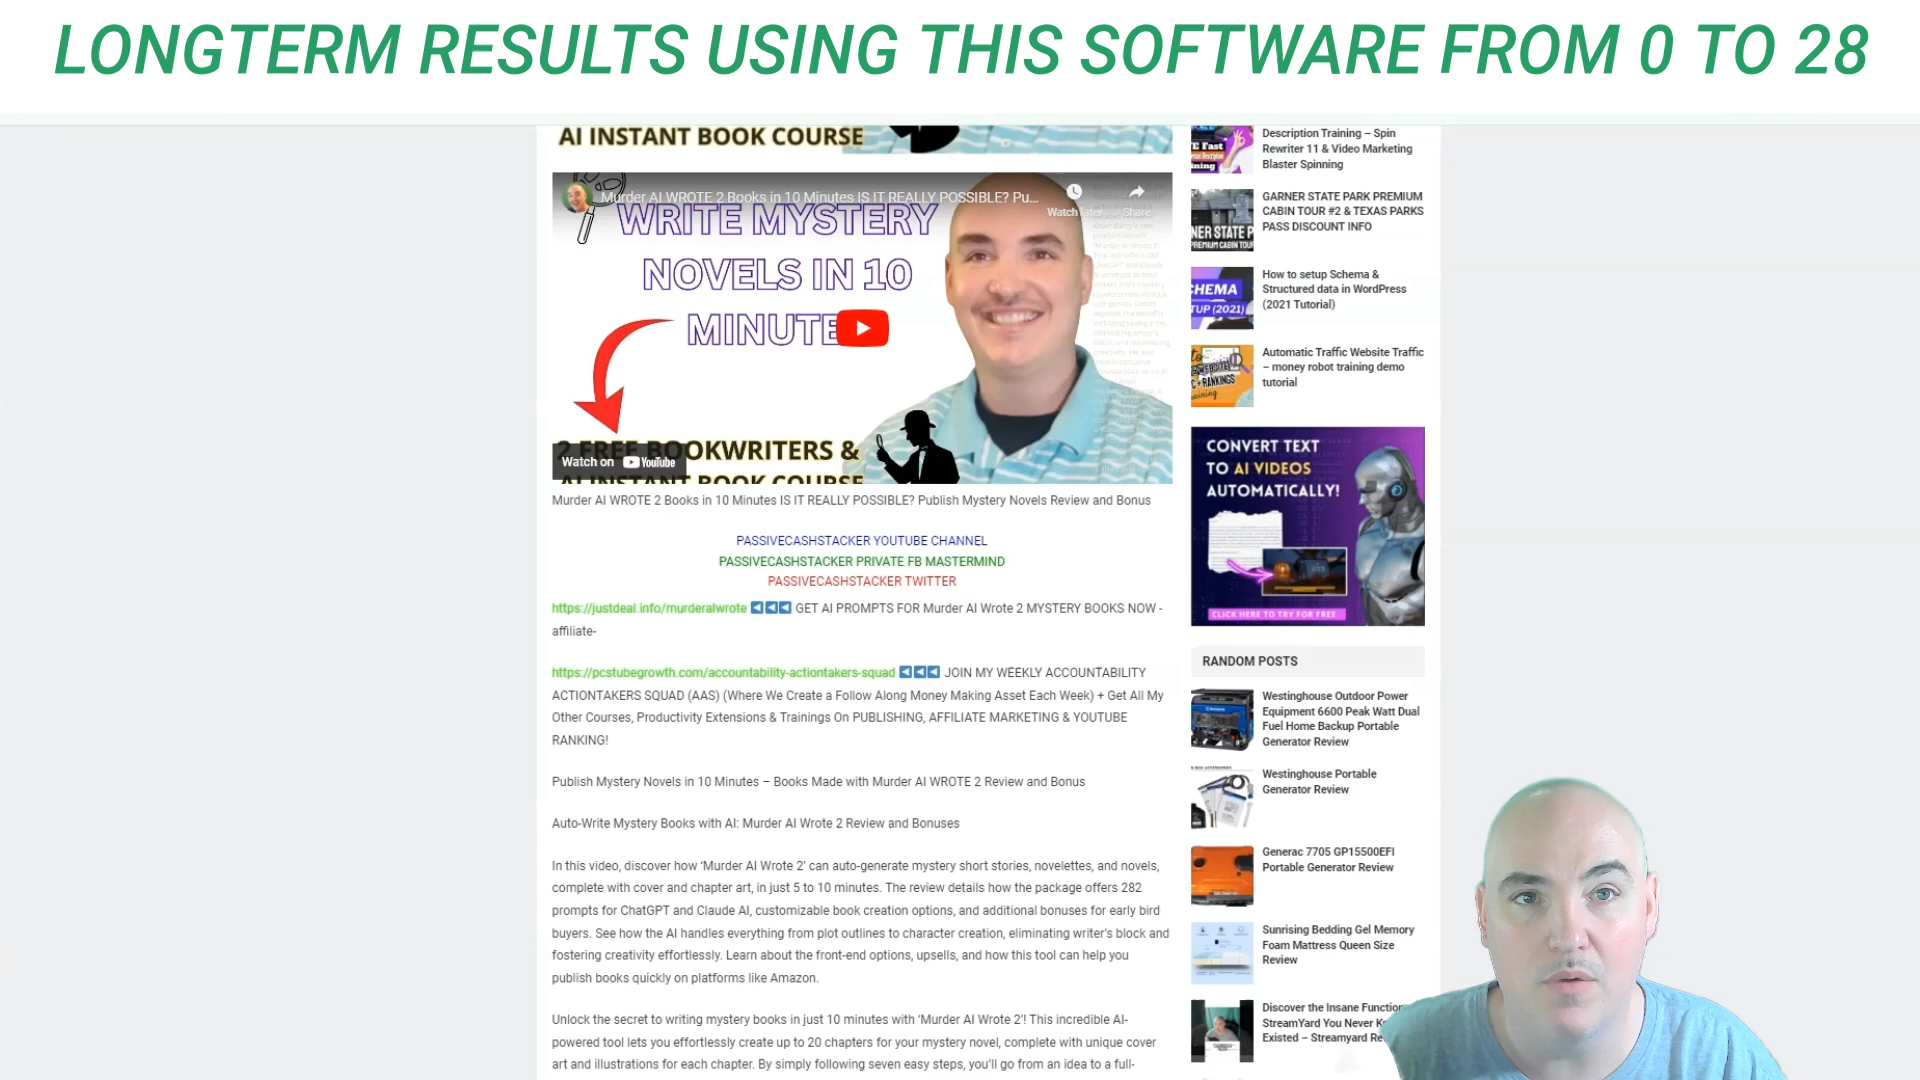 LONGTERM RESULTS USING THIS SOFTWARE FROM 0 TO 28
AI INSTANT BOOK COURSE
Murder AI WROTE 2 Books in 10 Minutes IS IT REALLY POSSIBLE? Pu...
Watch later
Share
WRITE MYSTERY
NOVELS IN 10
MINUTE
2 FREE BOOKWRITERS &
AI INSTANT BOOK COURSE
Watch on YouTube
Murder AI WROTE 2 Books in 10 Minutes IS IT REALLY POSSIBLE? Publish Mystery Novels Review and Bonus
PASSIVECASHSTACKER YOUTUBE CHANNEL
PASSIVECASHSTACKER PRIVATE FB MASTERMIND
PASSIVECASHSTACKER TWITTER
https://justdeal.info/murderaiwrote ◀◀◀ GET AI PROMPTS FOR Murder AI Wrote 2 MYSTERY BOOKS NOW -
affiliate-
https://pcstubegrowth.com/accountability-actiontakers-squad ◀◀◀ JOIN MY WEEKLY ACCOUNTABILITY
ACTIONTAKERS SQUAD (AAS) (Where We Create a Follow Along Money Making Asset Each Week) + Get All My
Other Courses, Productivity Extensions & Trainings On PUBLISHING, AFFILIATE MARKETING & YOUTUBE
RANKING!
Publish Mystery Novels in 10 Minutes – Books Made with Murder AI WROTE 2 Review and Bonus
Auto-Write Mystery Books with AI: Murder AI Wrote 2 Review and Bonuses
In this video, discover how ‘Murder AI Wrote 2’ can auto-generate mystery short stories, novelettes, and novels,
complete with cover and chapter art, in just 5 to 10 minutes. The review details how the package offers 282
prompts for ChatGPT and Claude AI, customizable book creation options, and additional bonuses for early bird
buyers. See how the AI handles everything from plot outlines to character creation, eliminating writer’s block and
fostering creativity effortlessly. Learn about the front-end options, upsells, and how this tool can help you
publish books quickly on platforms like Amazon.
Unlock the secret to writing mystery books in just 10 minutes with ‘Murder AI Wrote 2’! This incredible AI-
powered tool lets you effortlessly create up to 20 chapters for your mystery novel, complete with unique cover
art and illustrations for each chapter. By simply following seven easy steps, you’ll go from an idea to a full-
Description Training – Spin
Rewriter 11 & Video Marketing
Blaster Spinning
GARNER STATE PARK PREMIUM
CABIN TOUR #2 & TEXAS PARKS
PASS DISCOUNT INFO
NER STATE P
PREMIUM CABIN TOUR
How to setup Schema &
Structured data in WordPress
(2021 Tutorial)
CHEMA
TUP (2021)
Automatic Traffic Website Traffic
– money robot training demo
tutorial
CONVERT TEXT
TO AI VIDEOS
AUTOMATICALLY!
CLICK HERE TO TRY FOR FREE
RANDOM POSTS
Westinghouse Outdoor Power
Equipment 6600 Peak Watt Dual
Fuel Home Backup Portable
Generator Review
Westinghouse Portable
Generator Review
Generac 7705 GP15500EFI
Portable Generator Review
Sunrising Bedding Gel Memory
Foam Mattress Queen Size
Review
Discover the Insane Function
StreamYard You Never K
Existed – Streamyard Re